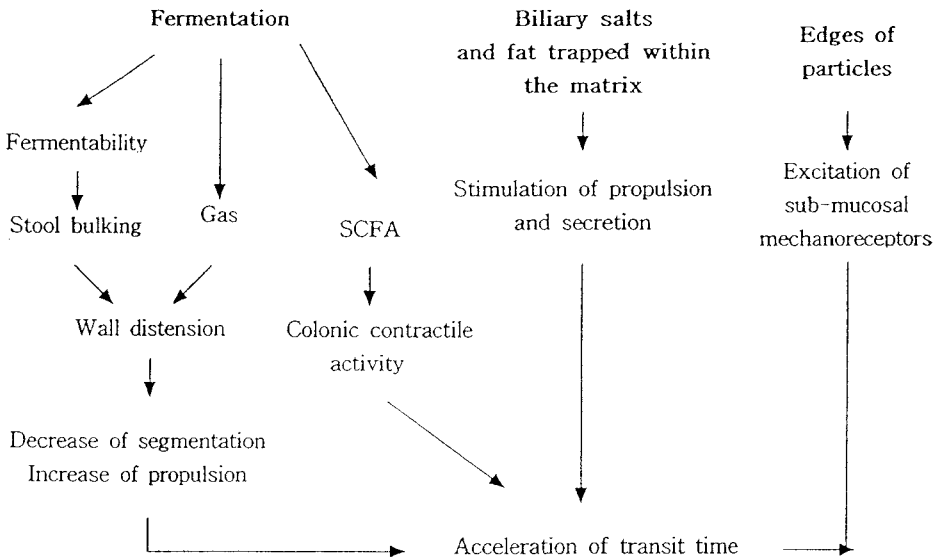 Fermentation
Biliary salts
and fat trapped within
the matrix
Edges of
particles
Fermentability
Stool bulking
Gas
SCFA
Stimulation of propulsion
and secretion
Excitation of
sub-mucosal
mechanoreceptors
Wall distension
Colonic contractile
activity
Decrease of segmentation
Increase of propulsion
Acceleration of transit time